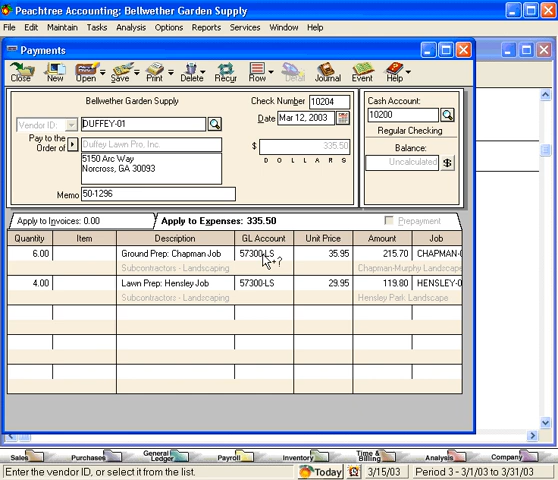 Peachtree Accounting: Bellwether Garden Supply
File Edit Maintain Tasks Analysis Options Reports Services Window Help
Payments
Close New Open Save Print Delete Recur Row Detail Journal Event Help
Bellwether Garden Supply
Check Number 10204
Cash Account:
10200
Vendor ID: DUFFEY-01
Date Mar 12, 2003
Regular Checking
Pay to the Order of
Duffey Lawn Pro, Inc.
$ 335.50
Balance:
5150 Arc Way
Norcross, GA 30093
D O L L A R S
Uncalculated $
Memo 50-1296
Apply to Invoices: 0.00 Apply to Expenses: 335.50 Prepayment
Quantity Item Description GL Account Unit Price Amount Job
6.00 Ground Prep: Chapman Job 57300-LS 35.95 215.70 CHAPMAN-
Subcontractors - Landscaping Chapman-Murphy Landscape
4.00 Lawn Prep: Hensley Job 57300-LS 29.95 119.80 HENSLEY-0
Subcontractors - Landscaping Hensley Park Landscape
Sales Purchases General Ledger Payroll Inventory Time & Billing Analysis Company
Enter the vendor ID, or select it from the list. Today 3/15/03 Period 3 - 3/1/03 to 3/31/03